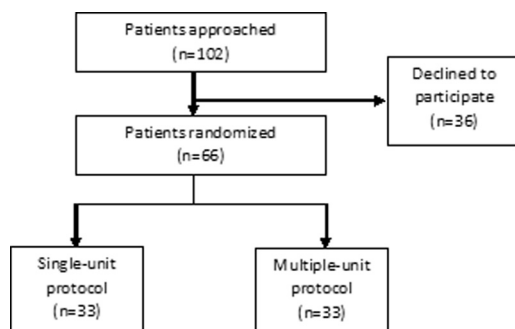 Patients approached
(n=102)
Declined to
participate
(n=36)
Patients randomized
(n=66)
Single-unit
protocol
(n=33)
Multiple-unit
protocol
(n=33)